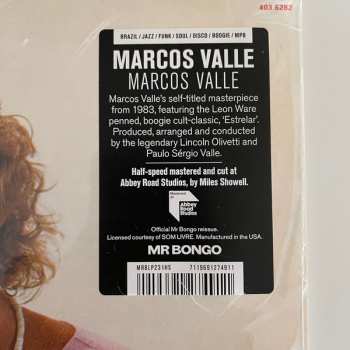 403.6282
BRAZIL / JAZZ / FUNK / SOUL / DISCO / BOOGIE / MPB
MARCOS VALLE
MARCOS VALLE
Marcos Valle's self-titled masterpiece
from 1983, featuring the Leon Ware
penned, boogie cult-classic, 'Estrelar'.
Produced, arranged and conducted
by the legendary Lincoln Olivetti and
Paulo Sérgio Valle.
Half-speed mastered and cut at
Abbey Road Studios, by Miles Showell.
Abbey
Road
Studios
Official Mr Bongo reissue.
Licensed courtesy of SOM LIVRE. Manufactured in the USA.
MR BONGO
MRBLP231HS
7119691274911